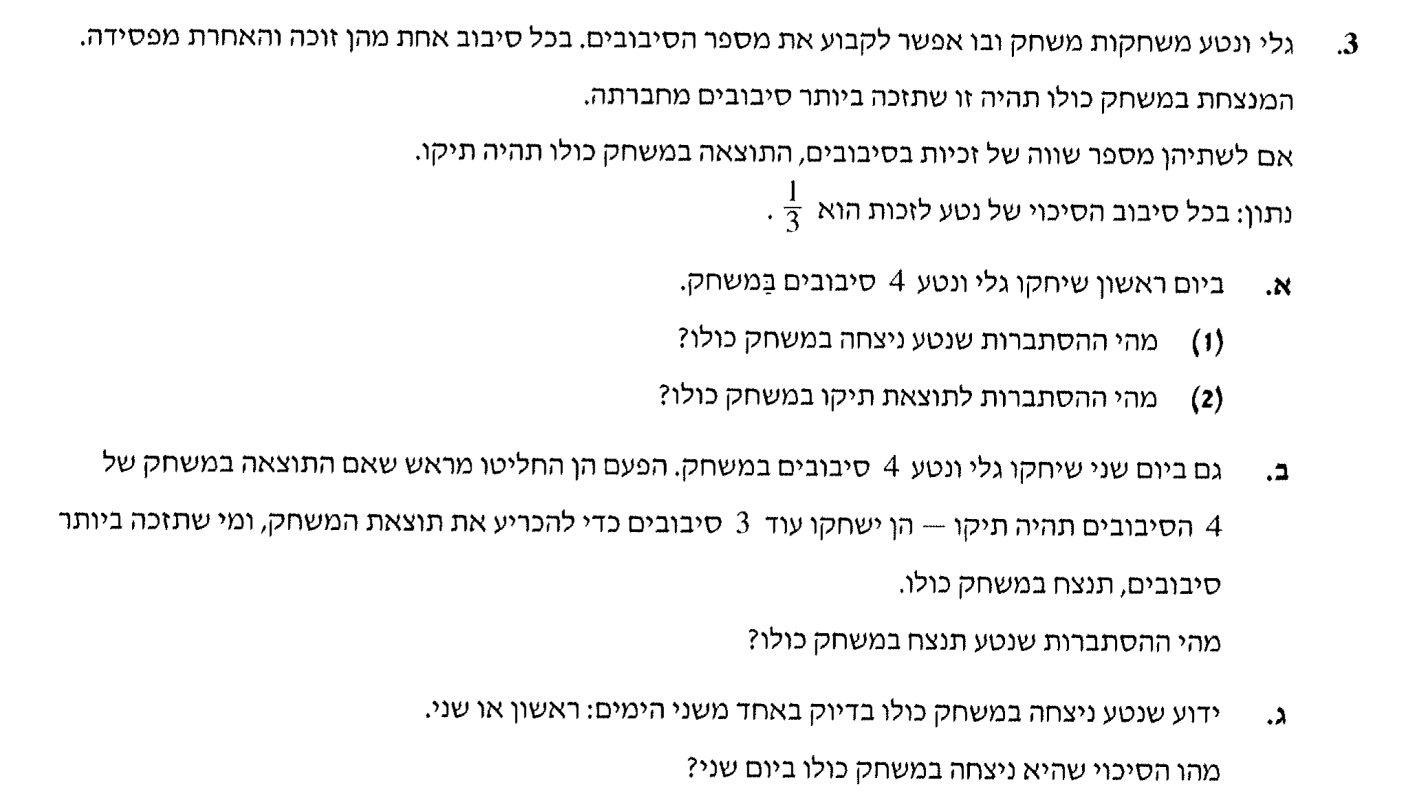 3. גלי ונטע משחקות משחק ובו אפשר לקבוע את מספר הסיבובים. בכל סיבוב אחת מהן זוכה והאחרת מפסידה.
המנצחת במשחק כולו תהיה זו שתזכה ביותר סיבובים מחברתה.
אם לשתיהן מספר שווה של זכיות בסיבובים, התוצאה במשחק כולו תהיה תיקו.
נתון: בכל סיבוב הסיכוי של נטע לזכות הוא 1/3 .
א. ביום ראשון שיחקו גלי ונטע 4 סיבובים בַּמשחק.
(1) מהי ההסתברות שנטע ניצחה במשחק כולו?
(2) מהי ההסתברות לתוצאת תיקו במשחק כולו?
ב. גם ביום שני שיחקו גלי ונטע 4 סיבובים במשחק. הפעם הן החליטו מראש שאם התוצאה במשחק של
4 הסיבובים תהיה תיקו — הן ישחקו עוד 3 סיבובים כדי להכריע את תוצאת המשחק, ומי שתזכה ביותר
סיבובים, תנצח במשחק כולו.
מהי ההסתברות שנטע תנצח במשחק כולו?
ג. ידוע שנטע ניצחה במשחק כולו בדיוק באחד משני הימים: ראשון או שני.
מהו הסיכוי שהיא ניצחה במשחק כולו ביום שני?